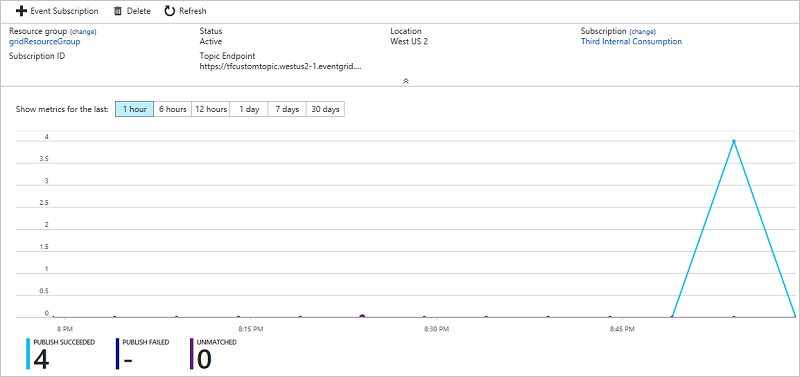 Event Subscription Delete Refresh
Resource group (change) Status Location Subscription (change)
gridResourceGroup Active West US 2 Third Internal Consumption
Subscription ID Topic Endpoint
https://tfcustomtopic.westus2-1.eventgrid....
Show metrics for the last: 1 hour 6 hours 12 hours 1 day 7 days 30 days
4
3.5
3
2.5
2
1.5
1
0.5
0
8 PM 8:15 PM 8:30 PM 8:45 PM
PUBLISH SUCCEEDED PUBLISH FAILED UNMATCHED
4 - 0